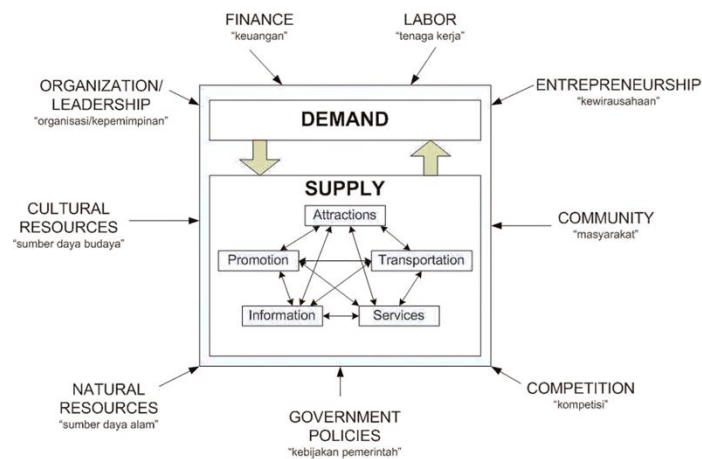 FINANCE
"keuangan"
LABOR
"tenaga kerja"
ORGANIZATION/
LEADERSHIP
"organisasi/kepemimpinan"
ENTREPRENEURSHIP
"kewirausahaan"
DEMAND
SUPPLY
Attractions
CULTURAL
RESOURCES
"sumber daya budaya"
COMMUNITY
"masyarakat"
Promotion
Transportation
Information
Services
NATURAL
RESOURCES
"sumber daya alam"
GOVERNMENT
POLICIES
"kebijakan pemerintah"
COMPETITION
"kompetisi"